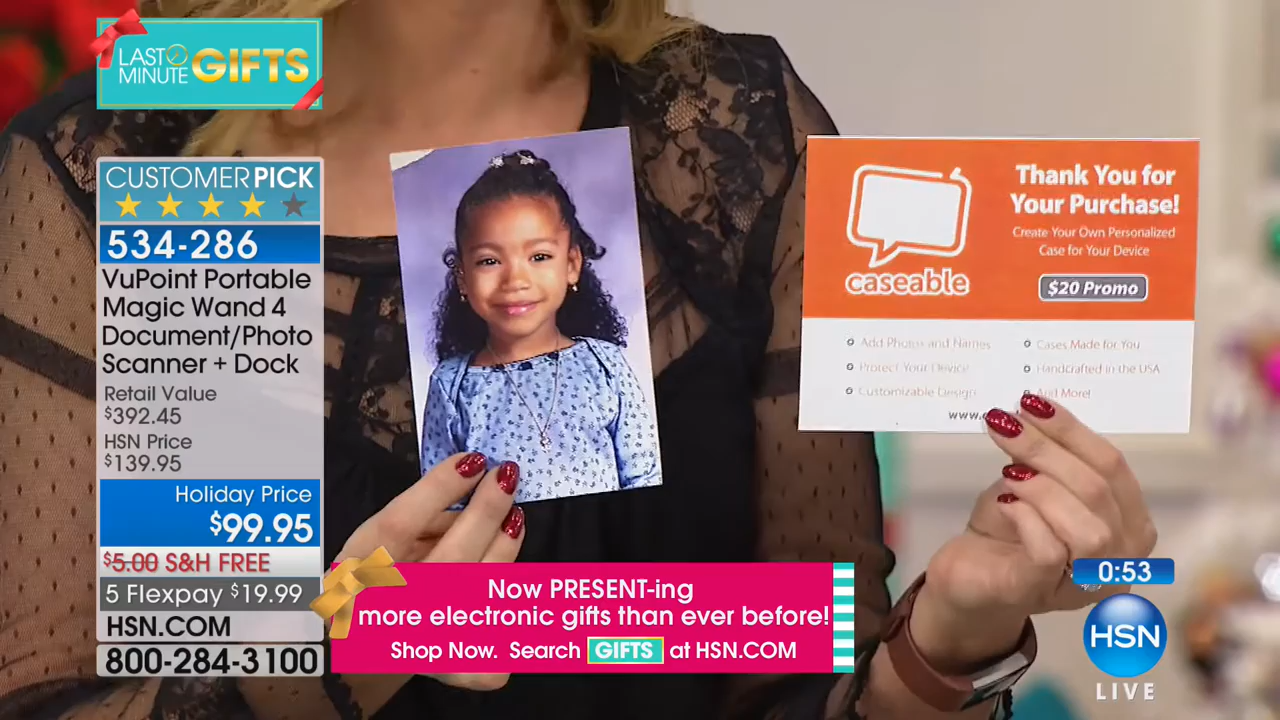 LAST MINUTE GIFTS
CUSTOMER PICK
534-286
VuPoint Portable
Magic Wand 4
Document/Photo
Scanner + Dock
Retail Value
$392.45
HSN Price
$139.95
Holiday Price
$99.95
$5.00 S&H FREE
5 Flexpay $19.99
HSN.COM
800-284-3100
caseable
Thank You for
Your Purchase!
Create Your Own Personalized
Case for Your Device
$20 Promo
Add Photos and Names
Protect Your Device!
Customizable Design
Cases Made for You
Handcrafted in the USA
And More!
www.
Now PRESENT-ing
more electronic gifts than ever before!
Shop Now. Search GIFTS at HSN.COM
0:53
HSN
LIVE